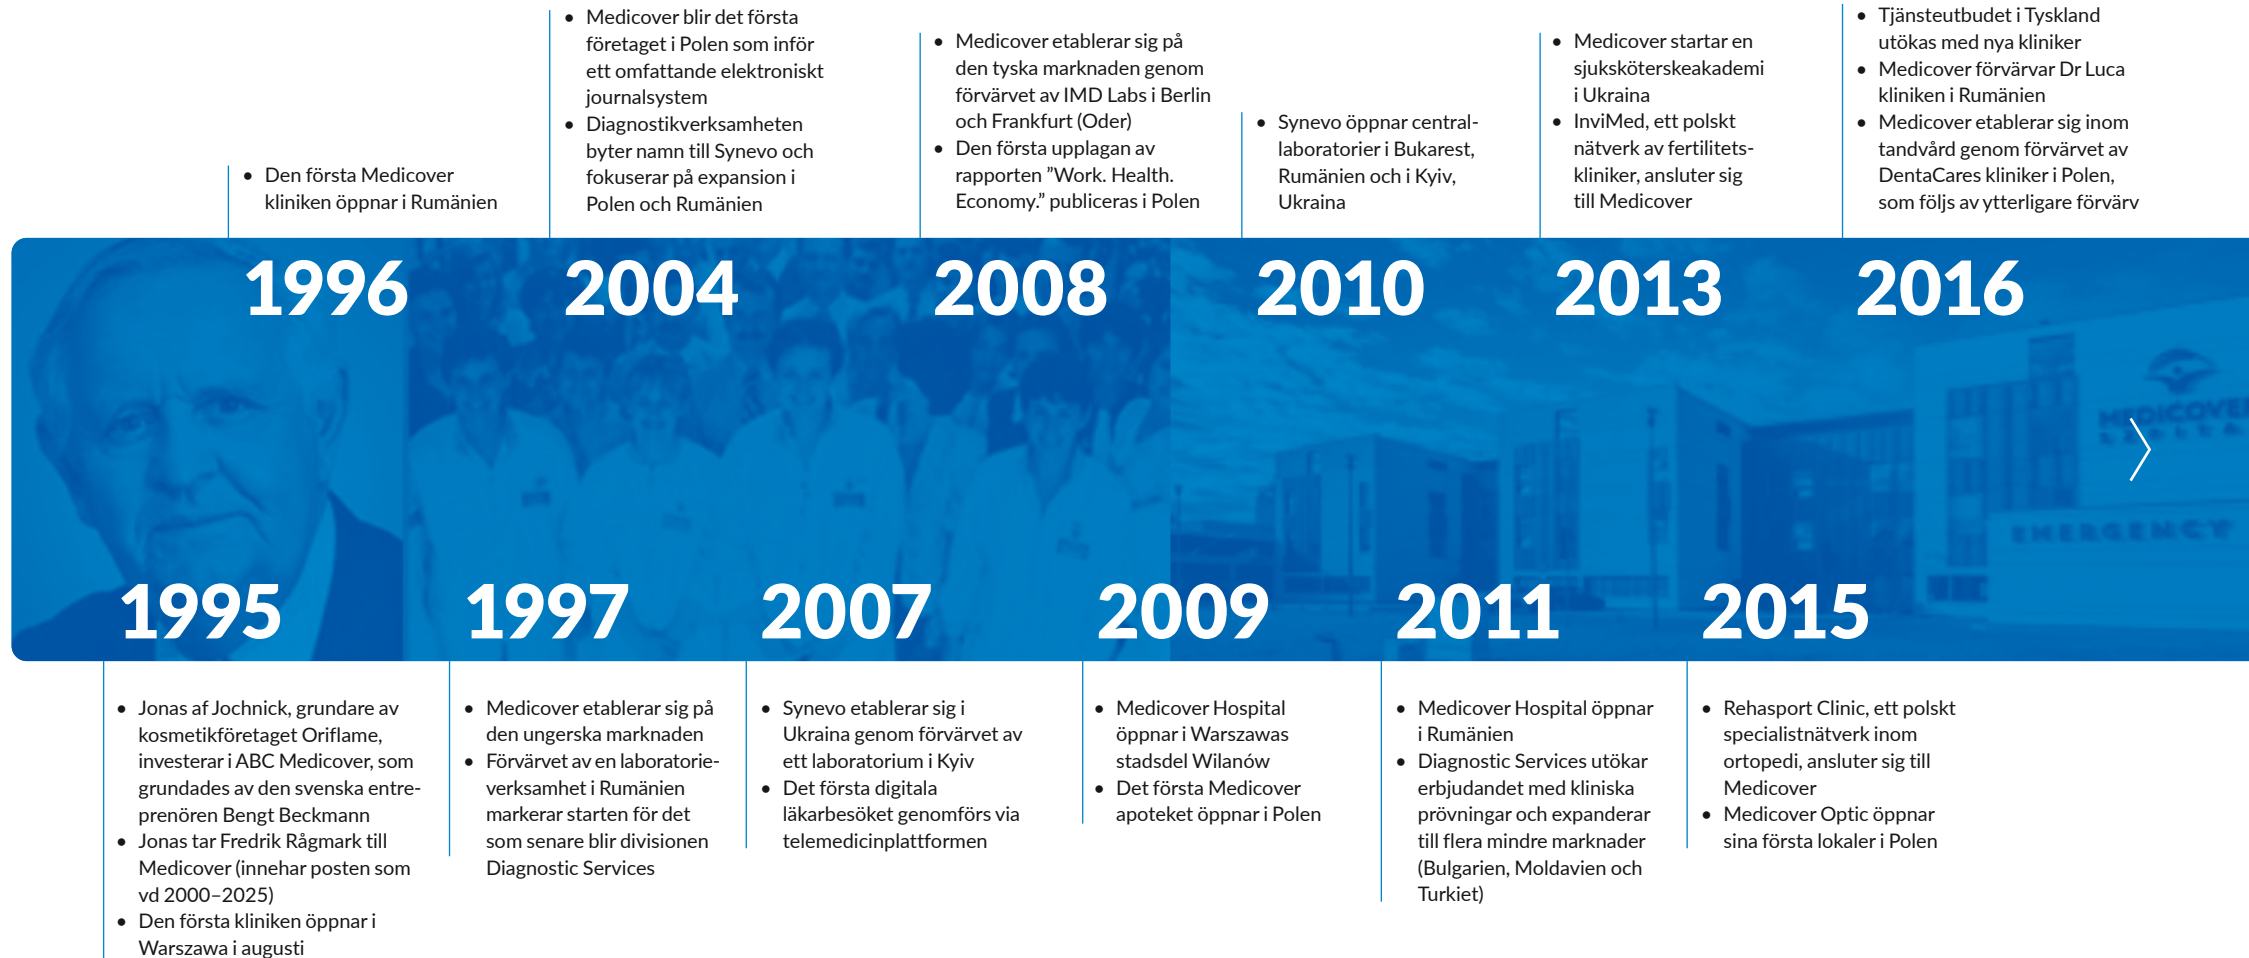 • Den första Medicover
kliniken öppnar i Rumänien
• Medicover blir det första
företaget i Polen som inför
ett omfattande elektroniskt
journalsystem
• Diagnostikverksamheten
byter namn till Synevo och
fokuserar på expansion i
Polen och Rumänien
• Medicover etablerar sig på
den tyska marknaden genom
förvärvet av IMD Labs i Berlin
och Frankfurt (Oder)
• Den första upplagan av
rapporten ”Work. Health.
Economy.” publiceras i Polen
• Synevo öppnar central-
laboratorier i Bukarest,
Rumänien och i Kyiv,
Ukraina
• Medicover startar en
sjuksköterskeakademi
i Ukraina
• InviMed, ett polskt
nätverk av fertilitets-
kliniker, ansluter sig
till Medicover
• Tjänsteutbudet i Tyskland
utökas med nya kliniker
• Medicover förvärvar Dr Luca
kliniken i Rumänien
• Medicover etablerar sig inom
tandvård genom förvärvet av
DentaCares kliniker i Polen,
som följs av ytterligare förvärv
1996
2004
2008
2010
2013
2016
MEDICOVER
EMERGENCY
1995
1997
2007
2009
2011
2015
• Jonas af Jochnick, grundare av
kosmetikföretaget Oriflame,
investerar i ABC Medicover, som
grundades av den svenska entre-
prenören Bengt Beckmann
• Jonas tar Fredrik Rågmark till
Medicover (innehar posten som
vd 2000–2025)
• Den första kliniken öppnar i
Warszawa i augusti
• Medicover etablerar sig på
den ungerska marknaden
• Förvärvet av en laboratorie-
verksamhet i Rumänien
markerar starten för det
som senare blir divisionen
Diagnostic Services
• Synevo etablerar sig i
Ukraina genom förvärvet av
ett laboratorium i Kyiv
• Det första digitala
läkarbesöket genomförs via
telemedicinplattformen
• Medicover Hospital
öppnar i Warszawas
stadsdel Wilanów
• Det första Medicover
apoteket öppnar i Polen
• Medicover Hospital öppnar
i Rumänien
• Diagnostic Services utökar
erbjudandet med kliniska
prövningar och expanderar
till flera mindre marknader
(Bulgarien, Moldavien och
Turkiet)
• Rehasport Clinic, ett polskt
specialistnätverk inom
ortopedi, ansluter sig till
Medicover
• Medicover Optic öppnar
sina första lokaler i Polen